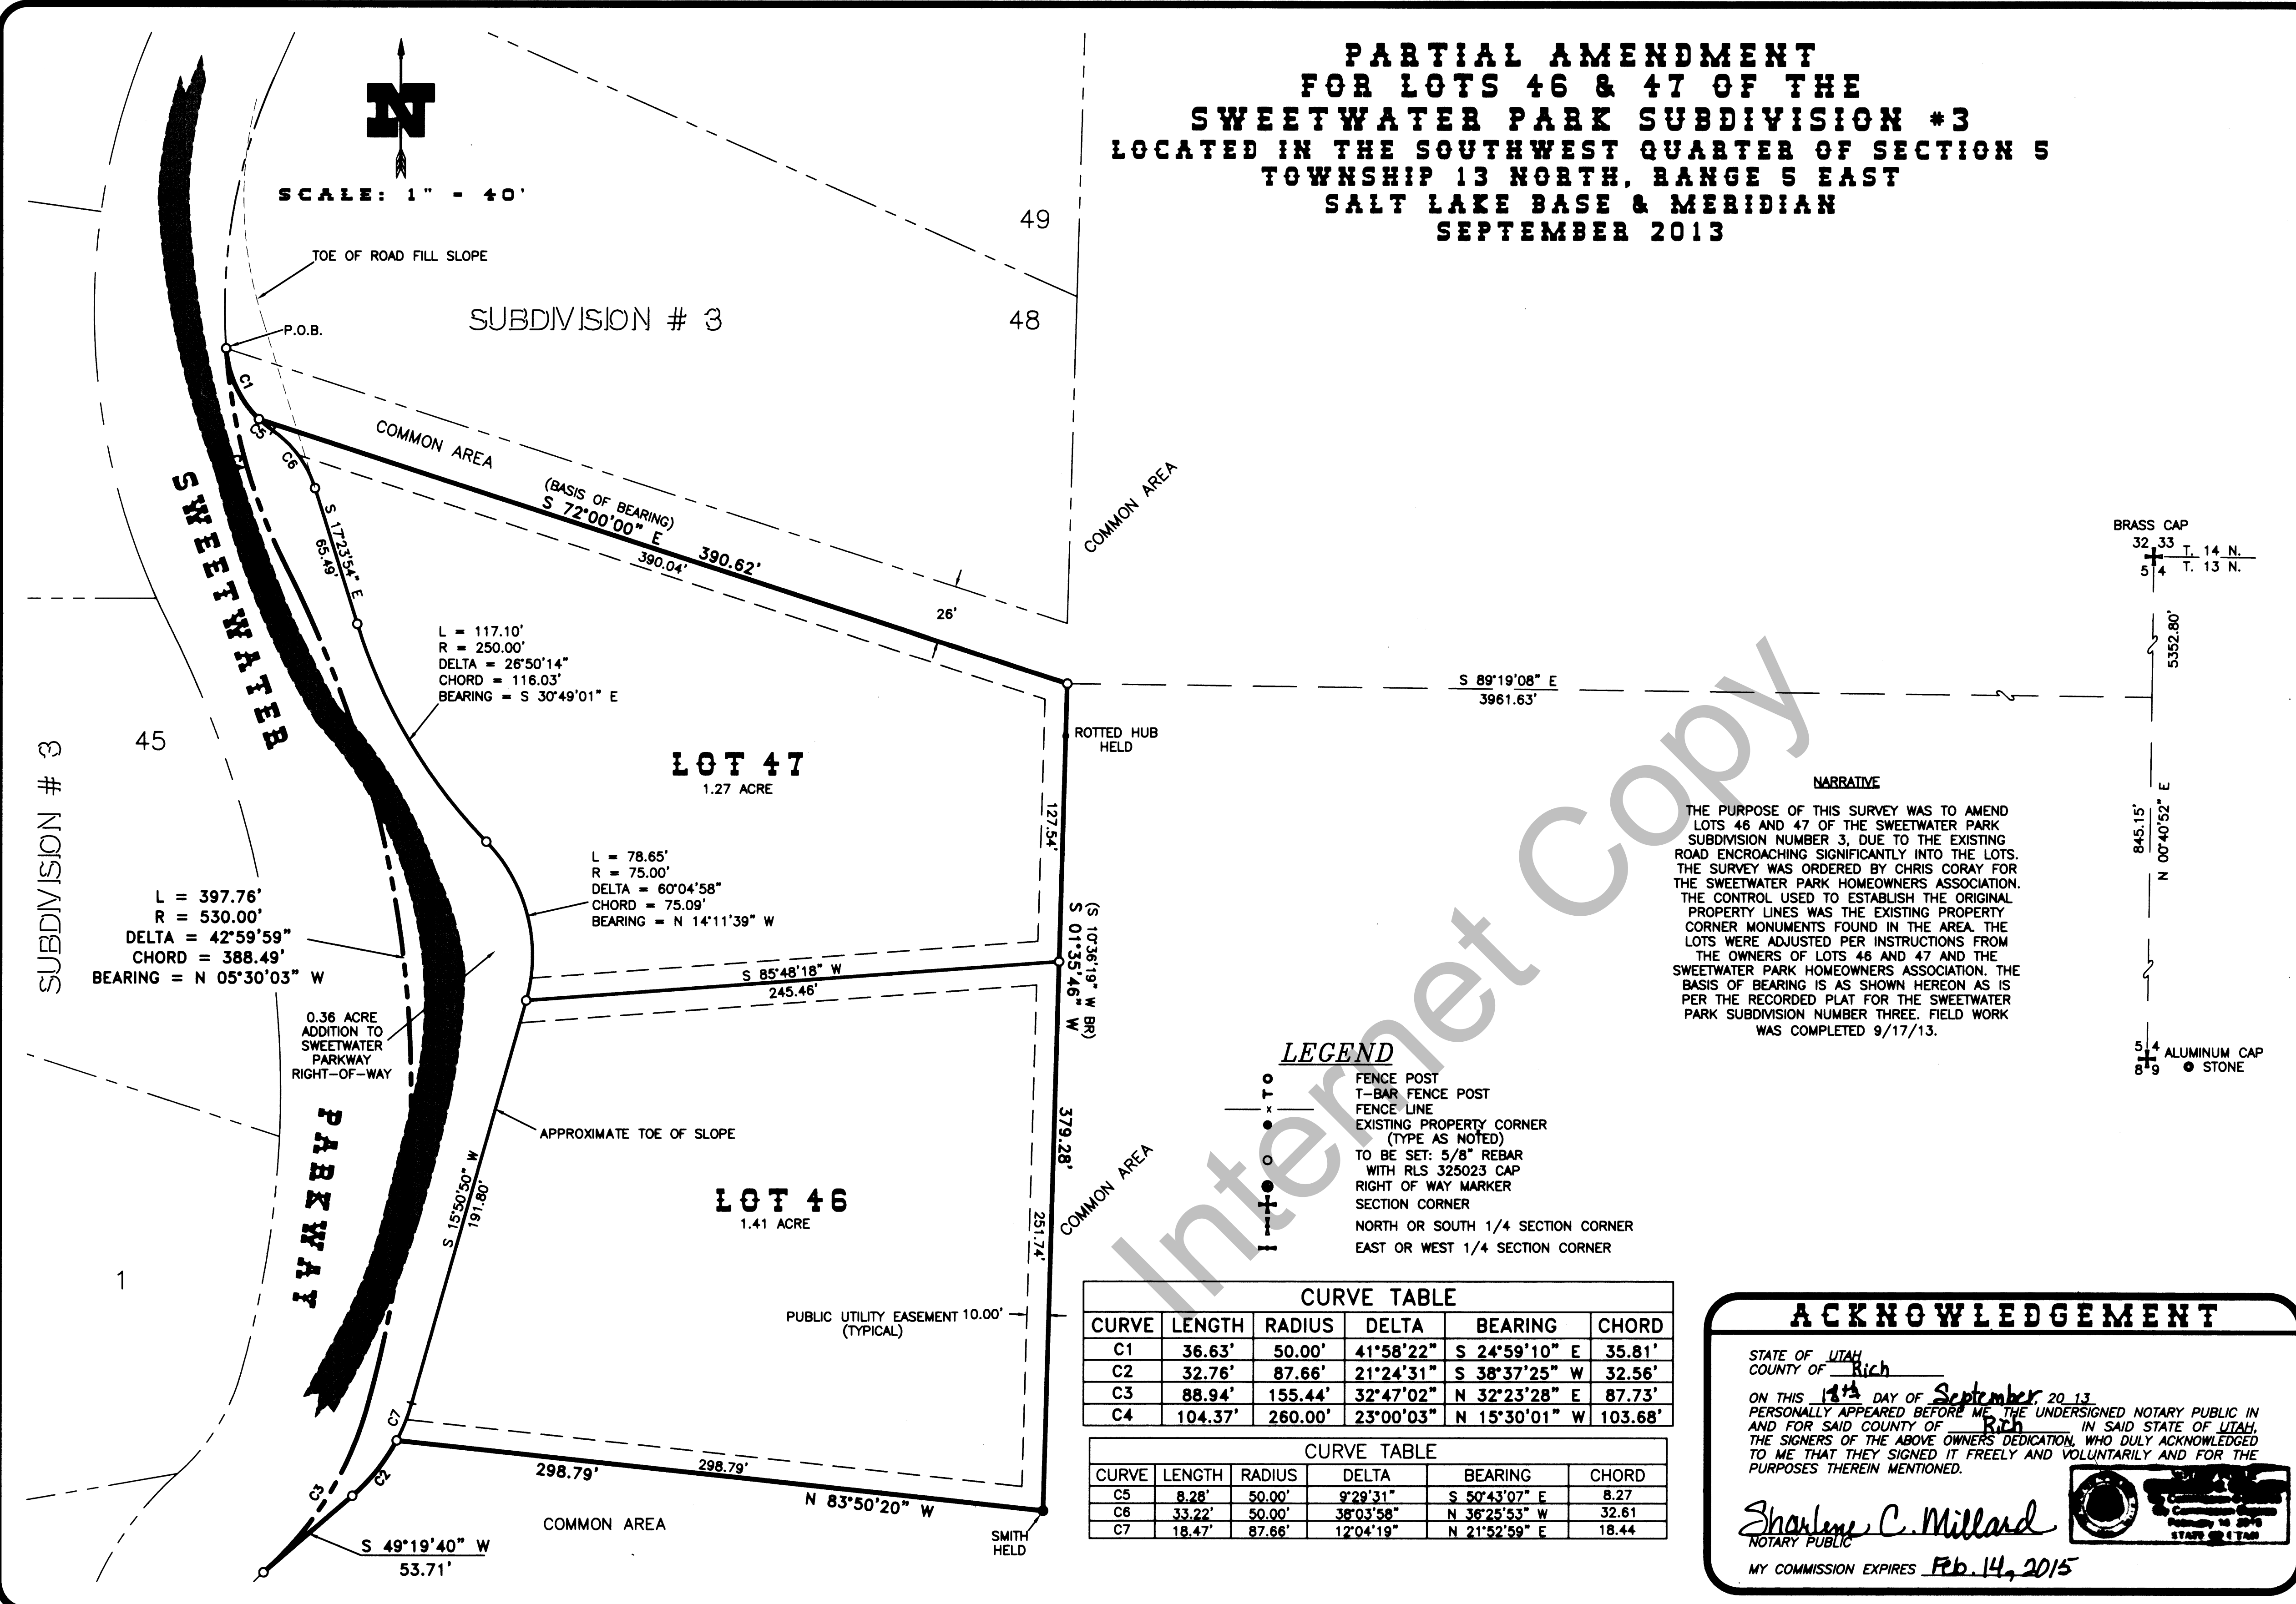 PARTIAL AMENDMENT
FOR LOTS 46 & 47 OF THE
SWEETWATER PARK SUBDIVISION #3
LOCATED IN THE SOUTHWEST QUARTER OF SECTION 5
TOWNSHIP 13 NORTH, RANGE 5 EAST
SALT LAKE BASE & MERIDIAN
SEPTEMBER 2013
N
SCALE: 1" - 40'
TOE OF ROAD FILL SLOPE
P.O.B.
SUBDIVISION # 3
49
48
C1
C5
C6
C4
COMMON AREA
(BASIS OF BEARING)
S 72°00'00" E 390.62'
390.04'
26'
COMMON AREA
S 17°23'54" E
65.49'
SWEETWATER
L = 117.10'
R = 250.00'
DELTA = 26°50'14"
CHORD = 116.03'
BEARING = S 30°49'01" E
BRASS CAP
32 33
5 4
T. 14 N.
T. 13 N.
5352.80'
S 89°19'08" E
3961.63'
ROTTED HUB
HELD
45
SUBDIVISION # 3
LOT 47
1.27 ACRE
127.54'
L = 78.65'
R = 75.00'
DELTA = 60°04'58"
CHORD = 75.09'
BEARING = N 14°11'39" W
L = 397.76'
R = 530.00'
DELTA = 42°59'59"
CHORD = 388.49'
BEARING = N 05°30'03" W
(S 10°36'19" W BR)
S 01°35'46" W
379.28'
S 85°48'18" W
245.46'
0.36 ACRE
ADDITION TO
SWEETWATER
PARKWAY
RIGHT-OF-WAY
PARKWAY
APPROXIMATE TOE OF SLOPE
S 15°50'50" W
191.80'
LOT 46
1.41 ACRE
251.74'
COMMON AREA
1
PUBLIC UTILITY EASEMENT 10.00'
(TYPICAL)
C7
C2
C3
298.79'
298.79'
N 83°50'20" W
COMMON AREA
SMITH
HELD
S 49°19'40" W
53.71'
NARRATIVE
THE PURPOSE OF THIS SURVEY WAS TO AMEND
LOTS 46 AND 47 OF THE SWEETWATER PARK
SUBDIVISION NUMBER 3, DUE TO THE EXISTING
ROAD ENCROACHING SIGNIFICANTLY INTO THE LOTS.
THE SURVEY WAS ORDERED BY CHRIS CORAY FOR
THE SWEETWATER PARK HOMEOWNERS ASSOCIATION.
THE CONTROL USED TO ESTABLISH THE ORIGINAL
PROPERTY LINES WAS THE EXISTING PROPERTY
CORNER MONUMENTS FOUND IN THE AREA. THE
LOTS WERE ADJUSTED PER INSTRUCTIONS FROM
THE OWNERS OF LOTS 46 AND 47 AND THE
SWEETWATER PARK HOMEOWNERS ASSOCIATION. THE
BASIS OF BEARING IS AS SHOWN HEREON AS IS
PER THE RECORDED PLAT FOR THE SWEETWATER
PARK SUBDIVISION NUMBER THREE. FIELD WORK
WAS COMPLETED 9/17/13.
845.15'
N 00°40'52" E
5 4
8 9
ALUMINUM CAP
STONE
LEGEND
FENCE POST
T-BAR FENCE POST
FENCE LINE
EXISTING PROPERTY CORNER
(TYPE AS NOTED)
TO BE SET: 5/8" REBAR
WITH RLS 325023 CAP
RIGHT OF WAY MARKER
SECTION CORNER
NORTH OR SOUTH 1/4 SECTION CORNER
EAST OR WEST 1/4 SECTION CORNER
Internet Copy
CURVE TABLE
CURVE LENGTH RADIUS DELTA BEARING CHORD
C1 36.63' 50.00' 41°58'22" S 24°59'10" E 35.81'
C2 32.76' 87.66' 21°24'31" S 38°37'25" W 32.56'
C3 88.94' 155.44' 32°47'02" N 32°23'28" E 87.73'
C4 104.37' 260.00' 23°00'03" N 15°30'01" W 103.68'
CURVE TABLE
CURVE LENGTH RADIUS DELTA BEARING CHORD
C5 8.28' 50.00' 9°29'31" S 50°43'07" E 8.27
C6 33.22' 50.00' 38°03'58" N 36°25'53" W 32.61
C7 18.47' 87.66' 12°04'19" N 21°52'59" E 18.44
ACKNOWLEDGEMENT
STATE OF UTAH
COUNTY OF Rich
ON THIS 18th DAY OF September, 20 13
PERSONALLY APPEARED BEFORE ME, THE UNDERSIGNED NOTARY PUBLIC IN
AND FOR SAID COUNTY OF Rich IN SAID STATE OF UTAH,
THE SIGNERS OF THE ABOVE OWNERS DEDICATION, WHO DULY ACKNOWLEDGED
TO ME THAT THEY SIGNED IT FREELY AND VOLUNTARILY AND FOR THE
PURPOSES THEREIN MENTIONED.
Sharlene C. Millard
NOTARY PUBLIC
MY COMMISSION EXPIRES Feb. 14, 2015